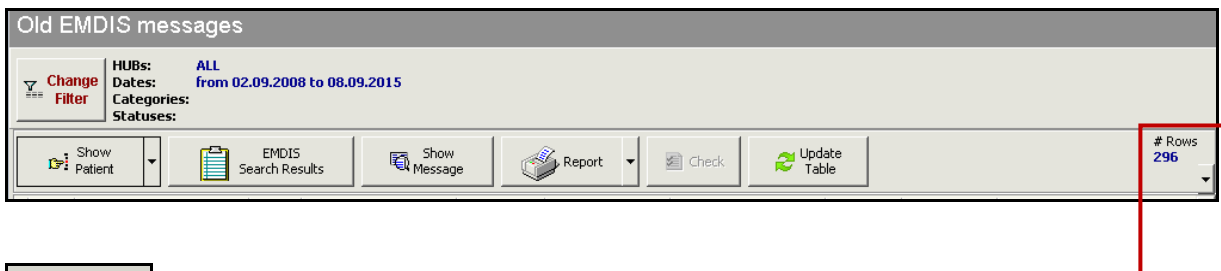 Old EMDIS messages
Change Filter
HUBs: ALL
Dates: from 02.09.2008 to 08.09.2015
Categories:
Statuses:
Show Patient
EMDIS Search Results
Show Message
Report
Check
Update Table
# Rows
296